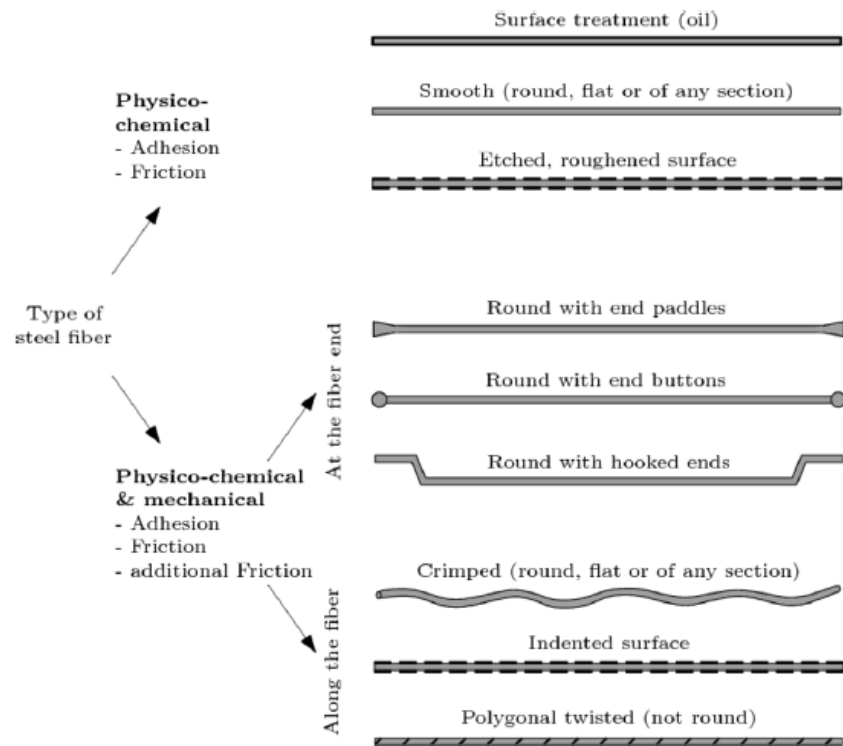 Surface treatment (oil)
Smooth (round, flat or of any section)
Physico-
chemical
- Adhesion
- Friction
Etched, roughened surface
Type of
steel fiber
At the fiber end
Round with end paddles
Round with end buttons
Round with hooked ends
Physico-chemical
& mechanical
- Adhesion
- Friction
- additional Friction
Along the fiber
Crimped (round, flat or of any section)
Indented surface
Polygonal twisted (not round)